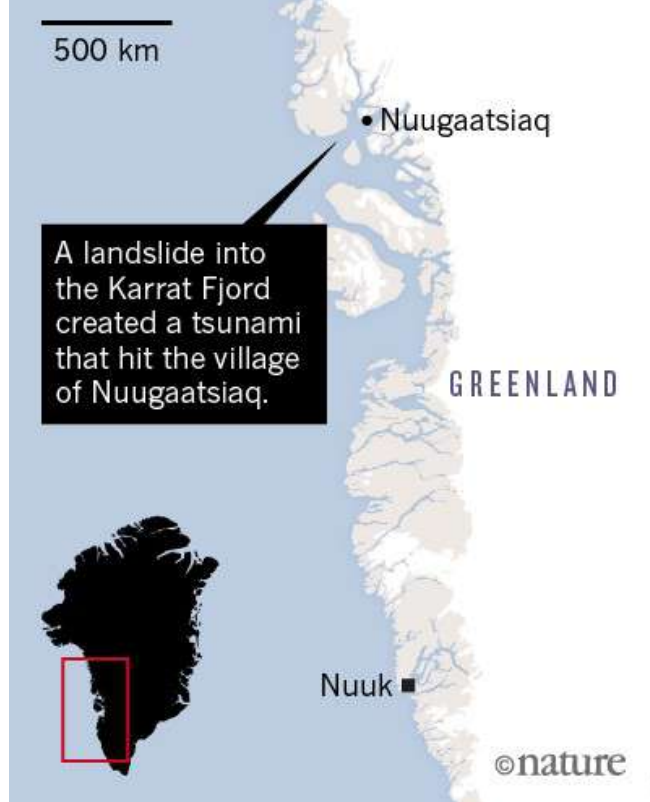 500 km
Nuugaatsiaq
A landslide into
the Karrat Fjord
created a tsunami
that hit the village
of Nuugaatsiaq.
GREENLAND
Nuuk
©nature